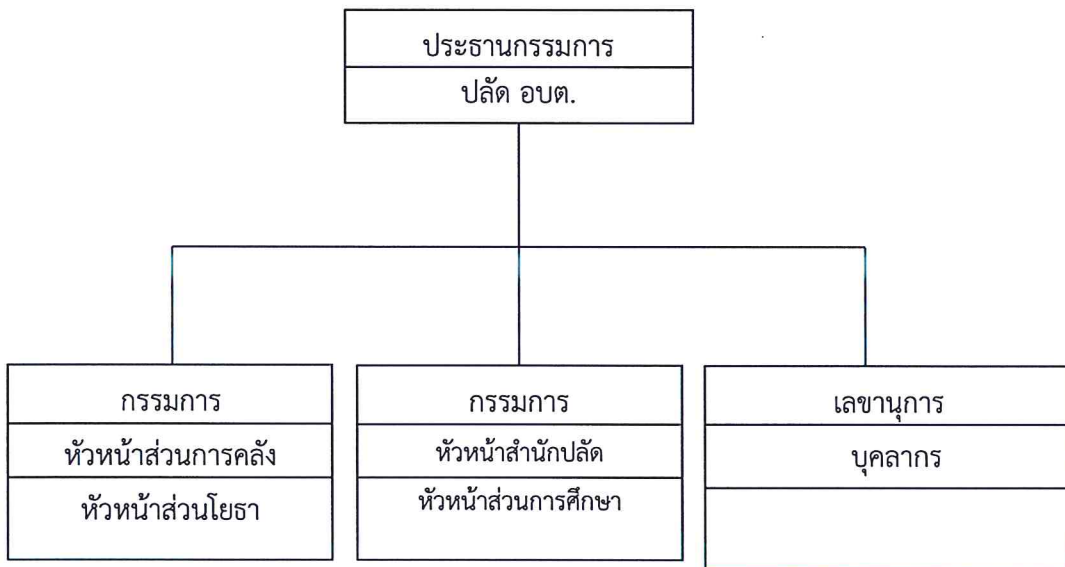 ประธานกรรมการ
ปลัด อบต.
กรรมการ
หัวหน้าส่วนการคลัง
หัวหน้าส่วนโยธา
กรรมการ
หัวหน้าสำนักปลัด
หัวหน้าส่วนการศึกษา
เลขานุการ
บุคลากร